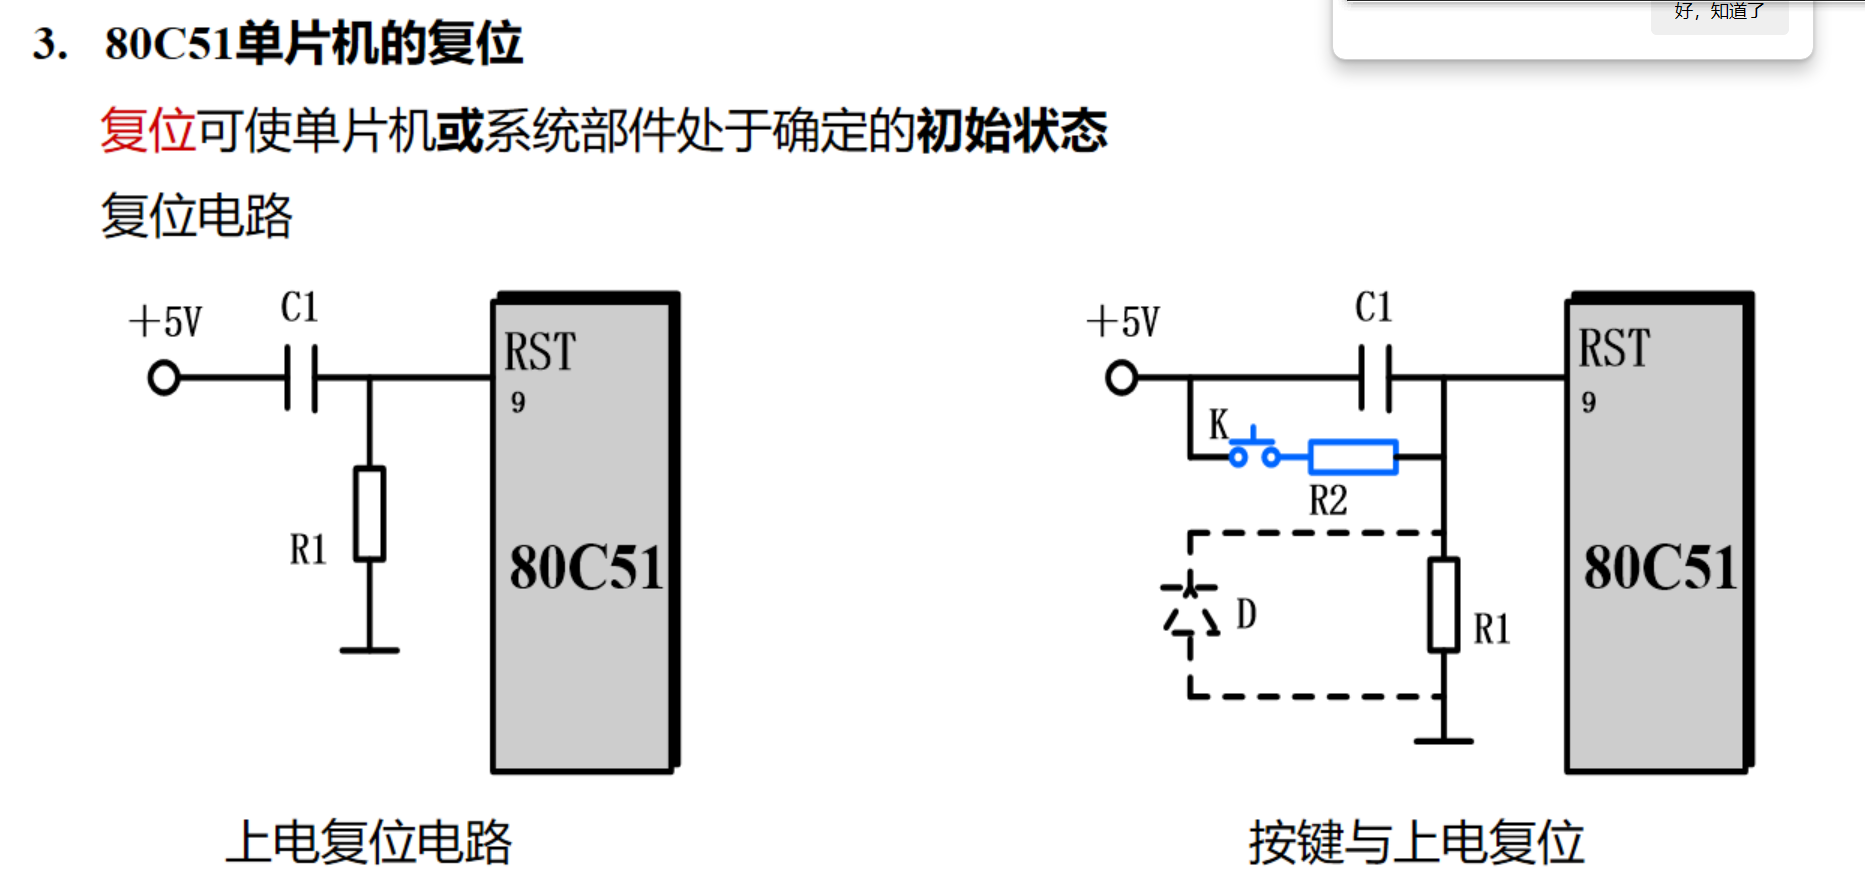 好，知道了
3. 80C51单片机的复位
复位可使单片机或系统部件处于确定的初始状态
复位电路
+5V
C1
RST
9
R1
80C51
上电复位电路
+5V
C1
RST
9
K
R2
D
R1
80C51
按键与上电复位